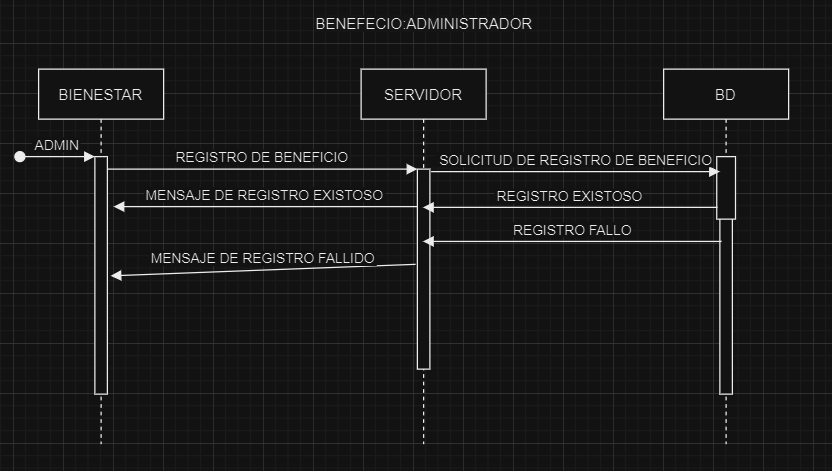 BENEFECIO:ADMINISTRADOR
BIENESTAR
SERVIDOR
BD
ADMIN
REGISTRO DE BENEFICIO
SOLICITUD DE REGISTRO DE BENEFICIO
MENSAJE DE REGISTRO EXISTOSO
REGISTRO EXISTOSO
REGISTRO FALLO
MENSAJE DE REGISTRO FALLIDO